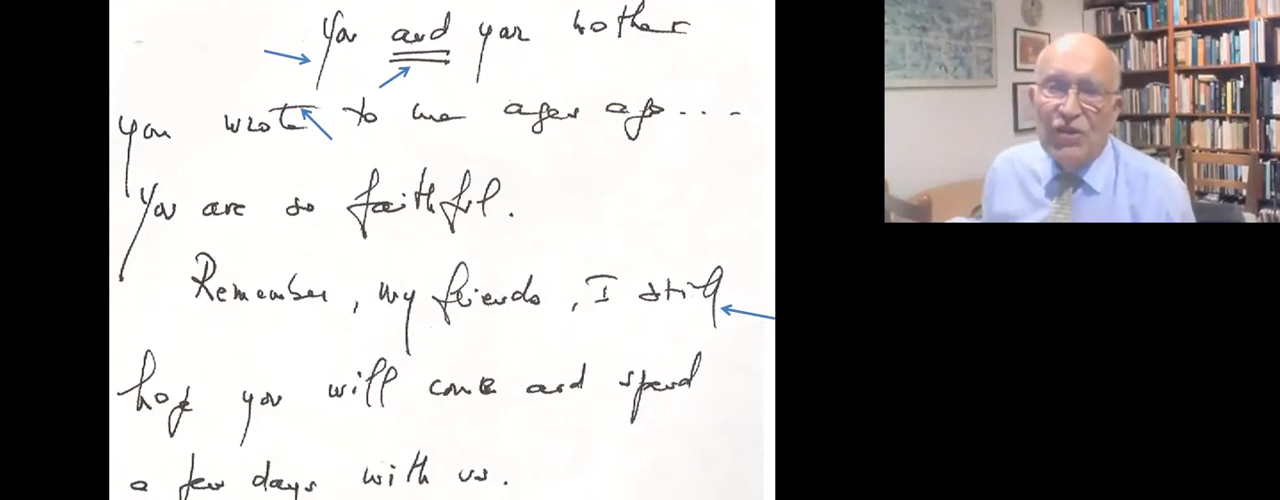 You and your mother
you wrote to me ages ago....
You are so faithful.
Remember, my friends, I still
hope you will come and spend
a few days with us.